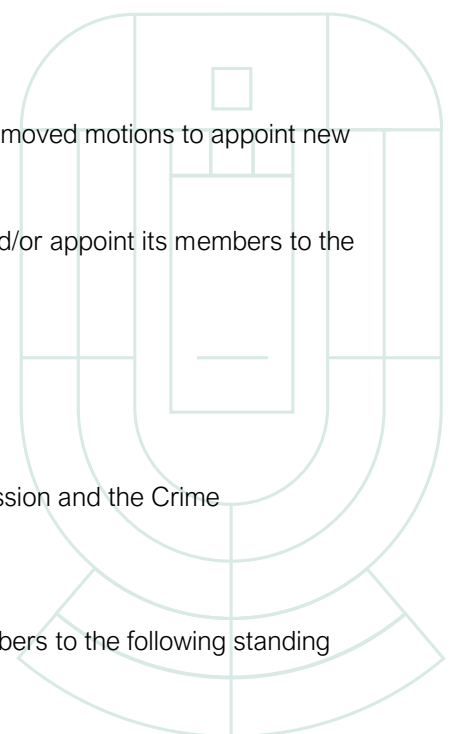 moved motions to appoint new
d/or appoint its members to the
ssion and the Crime
bers to the following standing